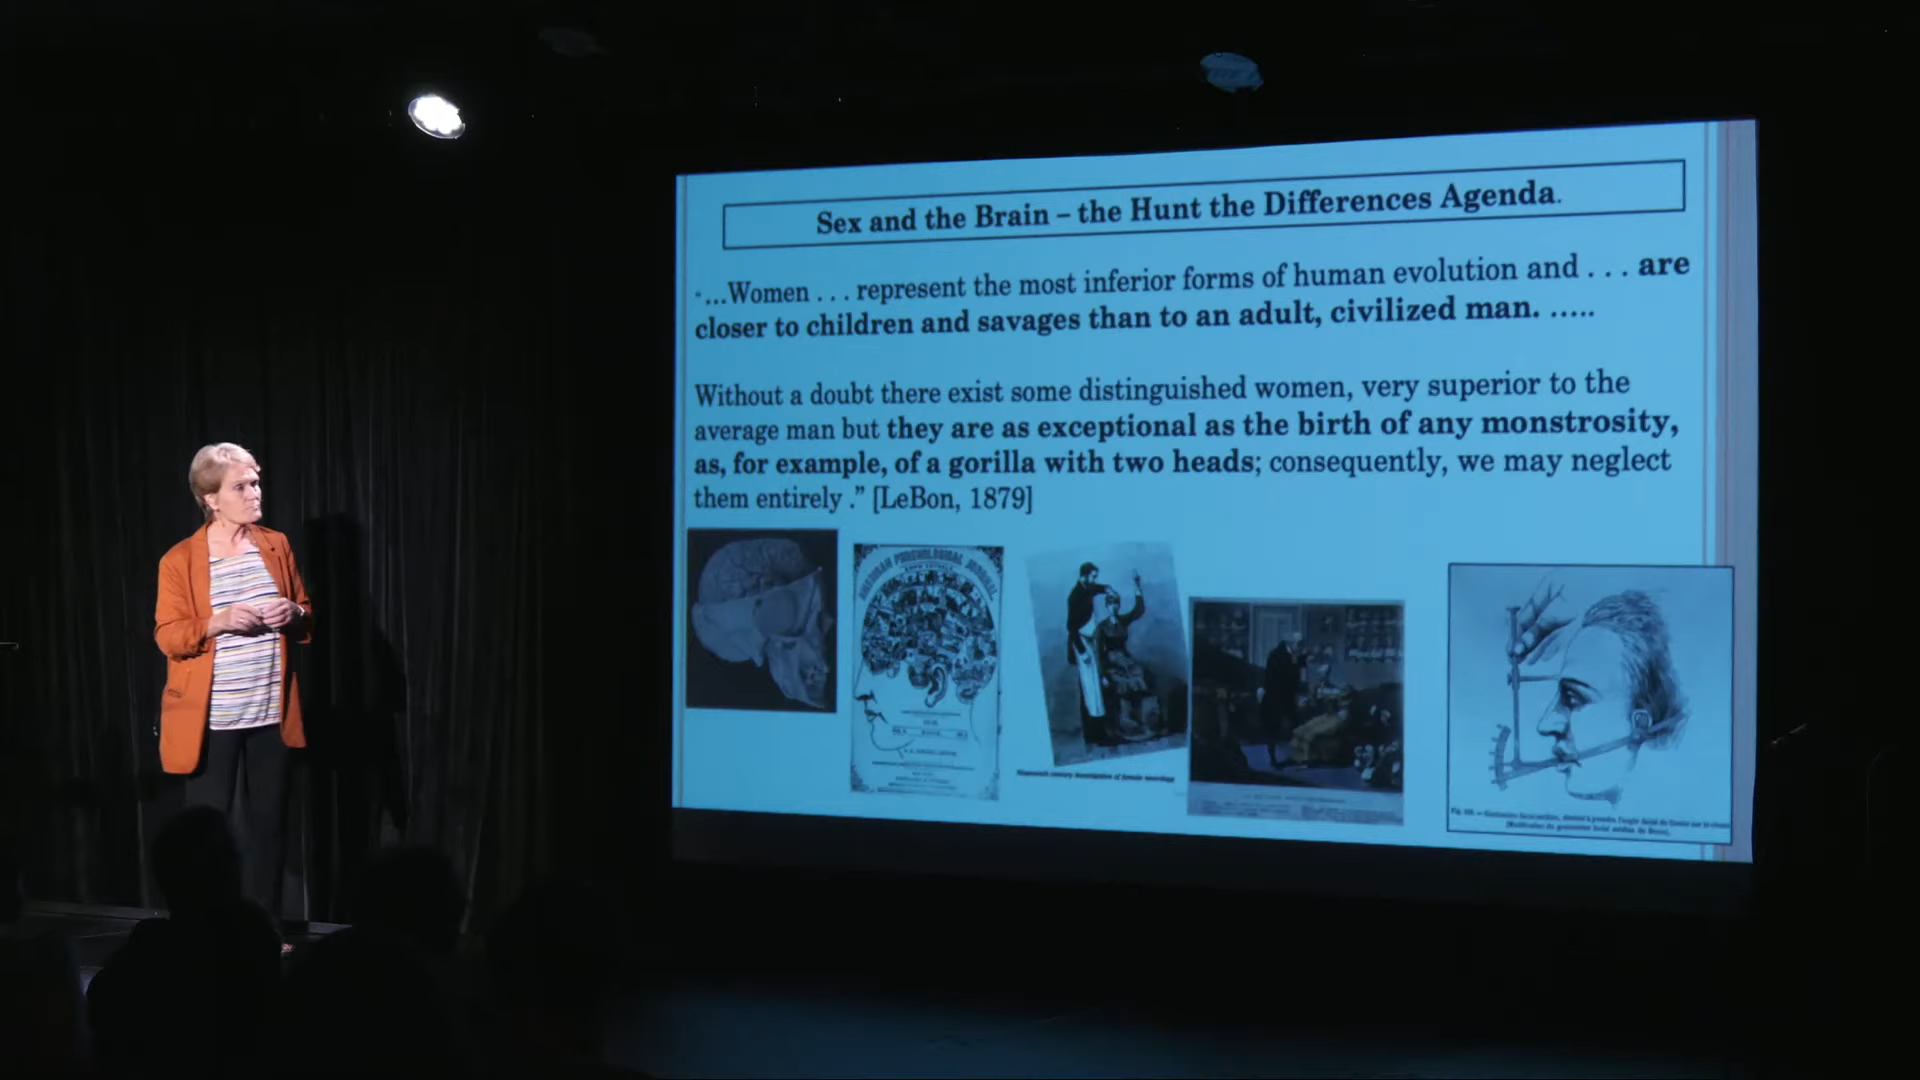 Sex and the Brain – the Hunt the Differences Agenda.
"...Women . . . represent the most inferior forms of human evolution and . . . are
closer to children and savages than to an adult, civilized man. .....
Without a doubt there exist some distinguished women, very superior to the
average man but they are as exceptional as the birth of any monstrosity,
as, for example, of a gorilla with two heads; consequently, we may neglect
them entirely ." [LeBon, 1879]
AMERICAN PHRENOLOGICAL JOURNAL
KNOW THYSELF